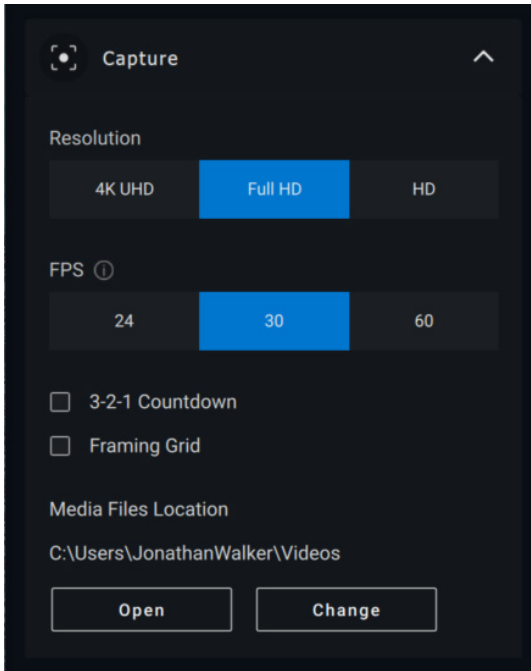 Capture
Resolution
4K UHD Full HD HD
FPS
24 30 60
3-2-1 Countdown
Framing Grid
Media Files Location
C:\Users\JonathanWalker\Videos
Open Change